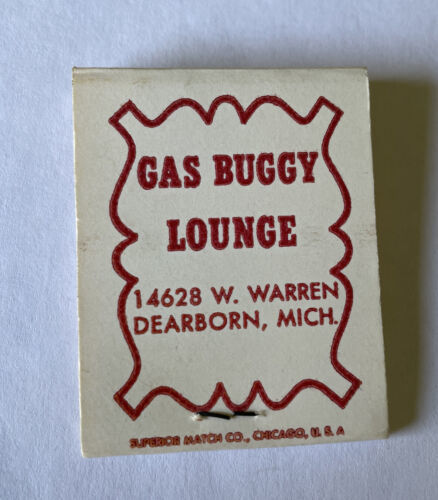 GAS BUGGY
LOUNGE
14628 W. WARREN
DEARBORN, MICH.
SUPERIOR MATCH CO., CHICAGO, U. S. A